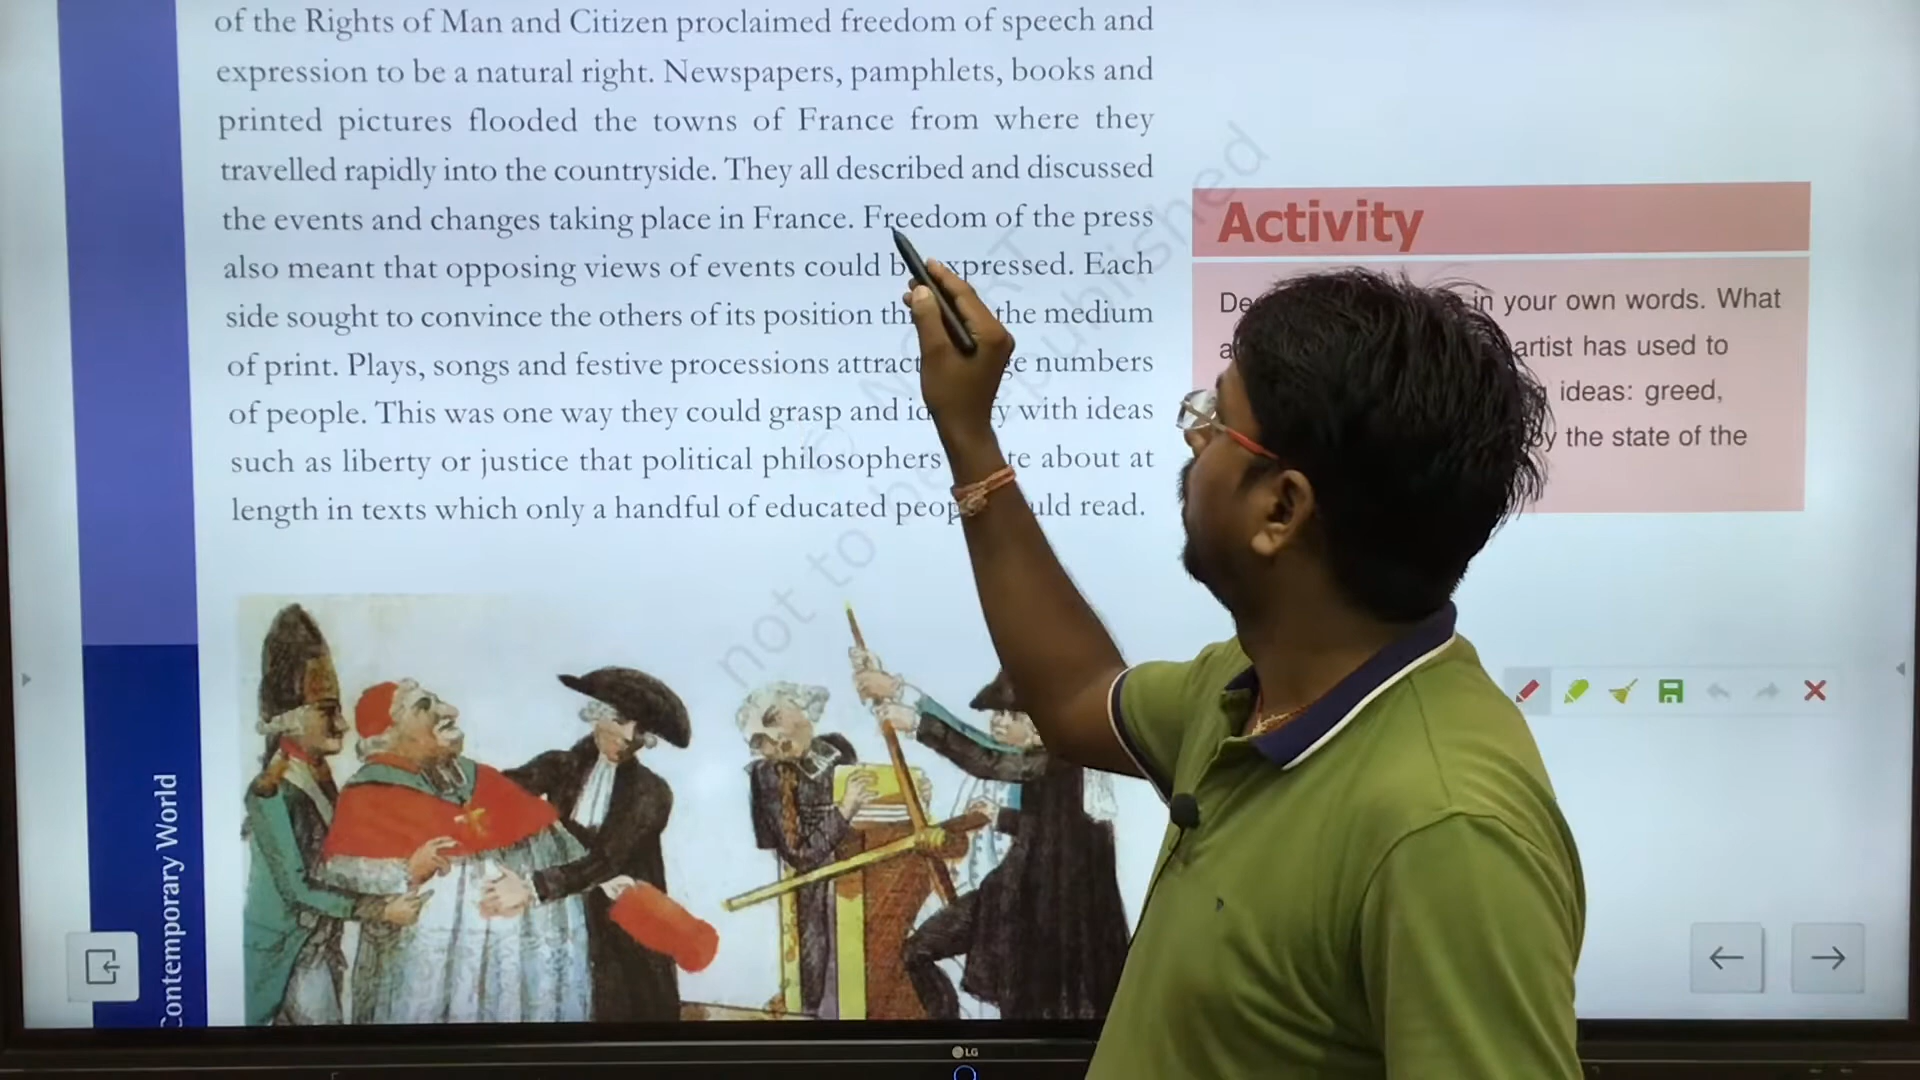 of the Rights of Man and Citizen proclaimed freedom of speech and
expression to be a natural right. Newspapers, pamphlets, books and
printed pictures flooded the towns of France from where they
travelled rapidly into the countryside. They all described and discussed
the events and changes taking place in France. Freedom of the press
also meant that opposing views of events could b xpressed. Each
side sought to convince the others of its position th the medium
of print. Plays, songs and festive processions attract numbers
of people. This was one way they could grasp and id fy with ideas
such as liberty or justice that political philosophers te about at
length in texts which only a handful of educated peop uld read.
Activity
De in your own words. What
a artist has used to
ideas: greed,
by the state of the
not to be republished
Contemporary World
LG